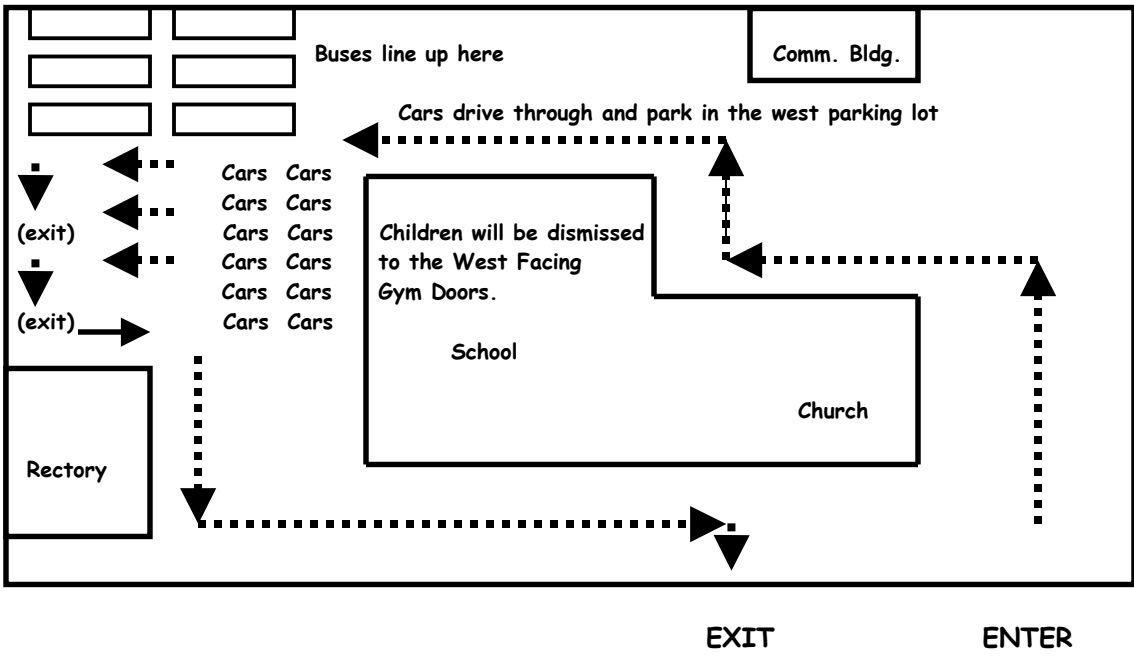 Buses line up here
Comm. Bldg.
Cars drive through and park in the west parking lot
Cars Cars
Cars Cars
Cars Cars
Cars Cars
Cars Cars
Cars Cars
(exit)
(exit)
Children will be dismissed
to the West Facing
Gym Doors.
School
Church
Rectory
EXIT
ENTER